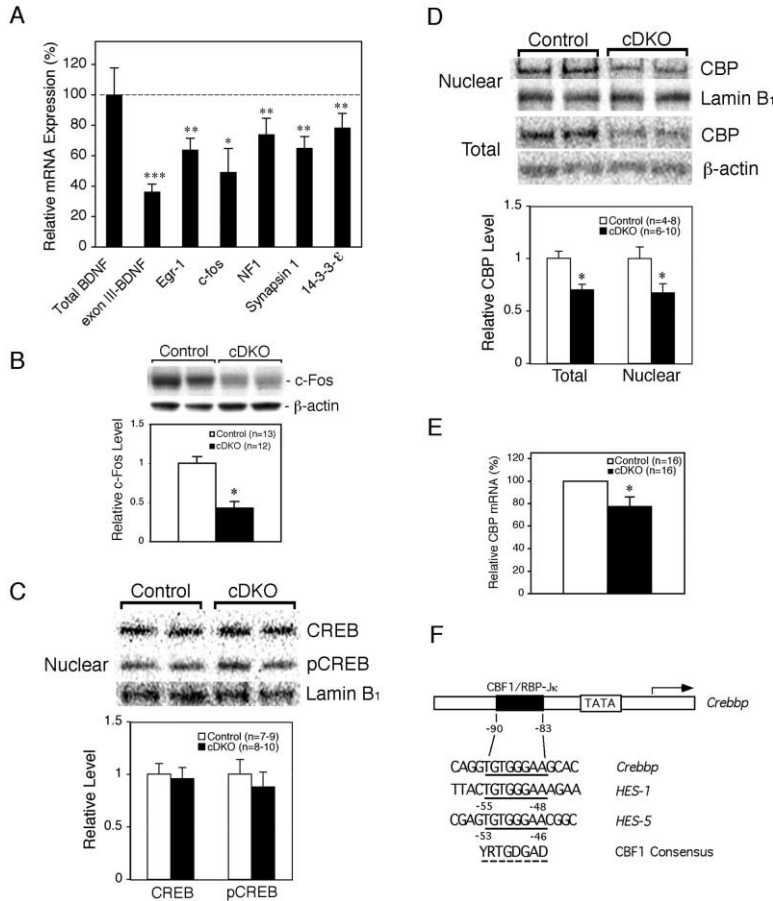 A
Relative mRNA Expression (%)
120
100
80
60
40
20
0
***
**
*
**
**
**
Total BDNF
exon III-BDNF
Egr-1
c-fos
NF1
Synapsin 1
14-3-3-ε
B
Control cDKO
- c-Fos
- β-actin
Relative c-Fos Level
1.5
1
0.5
0
Control (n=13)
cDKO (n=12)
*
C
Control cDKO
Nuclear
CREB
pCREB
Lamin B1
Relative Level
1.5
1
0.5
0
Control (n=7-9)
cDKO (n=8-10)
CREB pCREB
D
Control cDKO
Nuclear
CBP
Lamin B1
Total
CBP
β-actin
Relative CBP Level
1.5
1
0.5
0
Control (n=4-8)
cDKO (n=6-10)
*
*
Total Nuclear
E
Relative CBP mRNA (%)
120
100
80
60
40
20
0
Control (n=16)
cDKO (n=16)
*
F
CBF1/RBP-Jκ
TATA
Crebbp
-90 -83
CAGGTGTGGGAAGCAC Crebbp
TTACTGTGGGAAAGAA HES-1
-55 -48
CGAGTGTGGGAACGGC HES-5
-53 -46
YRTGDGAD CBF1 Consensus